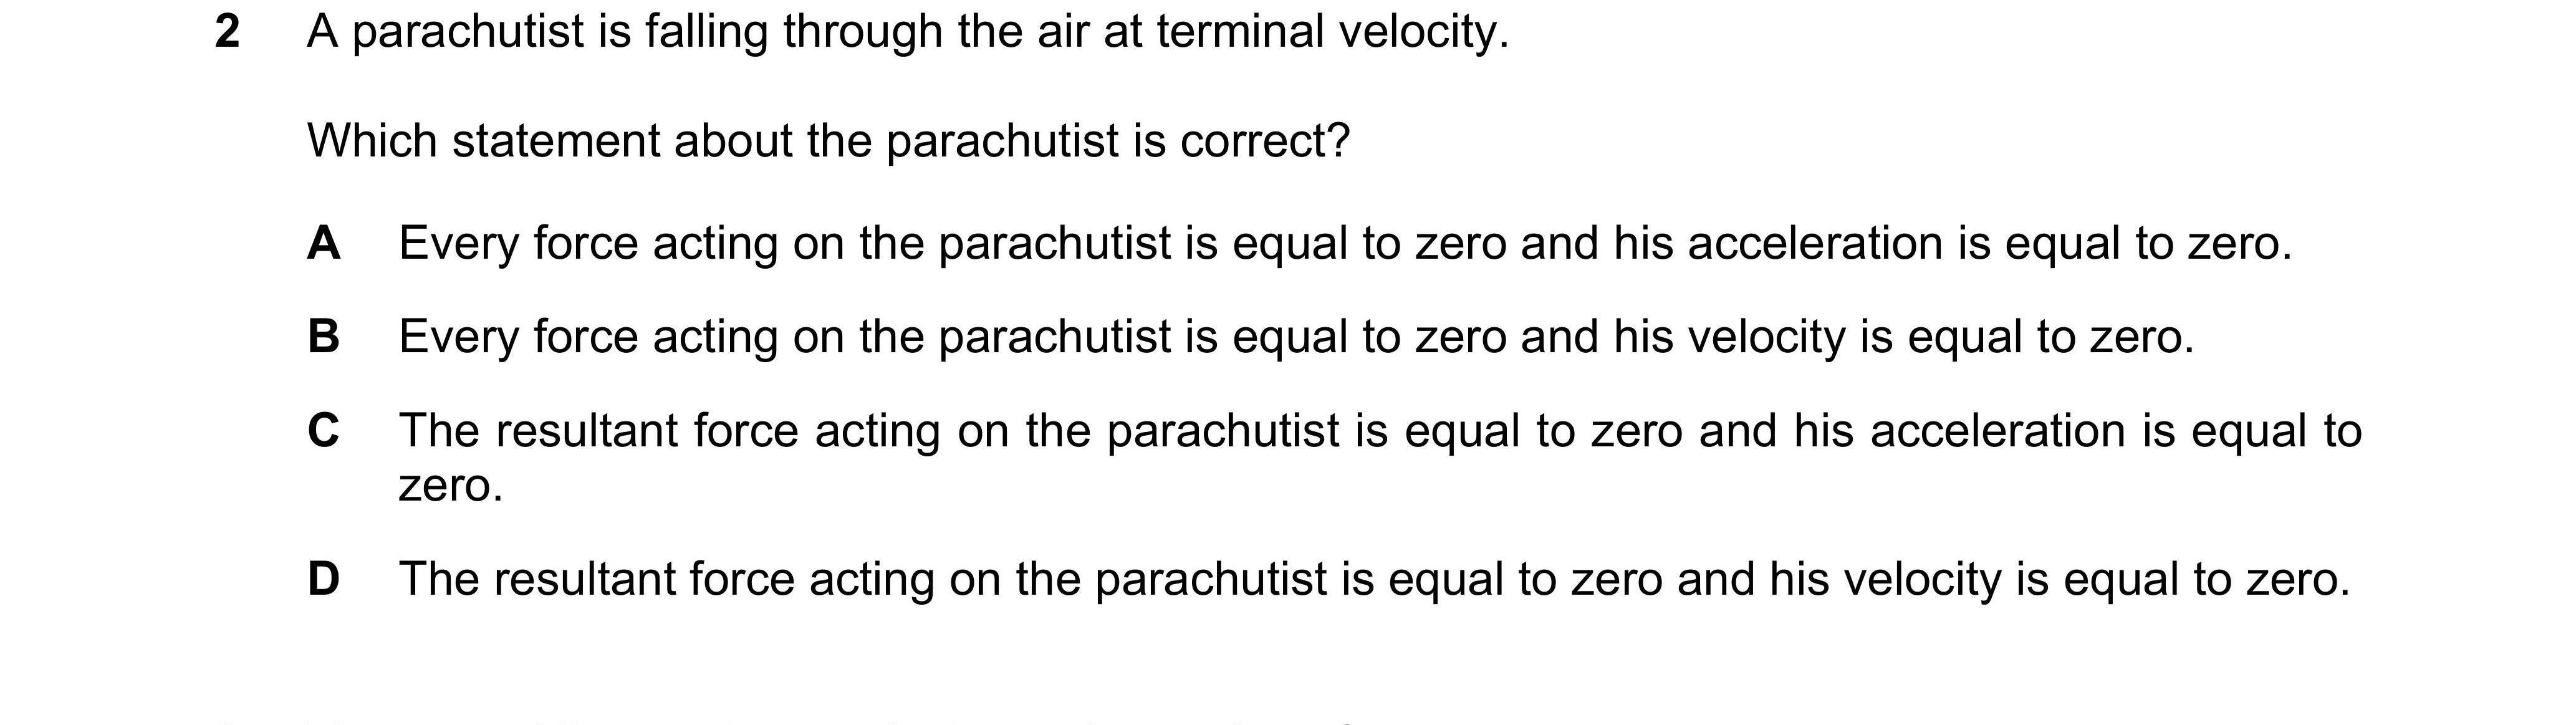 2 A parachutist is falling through the air at terminal velocity.
Which statement about the parachutist is correct?
A Every force acting on the parachutist is equal to zero and his acceleration is equal to zero.
B Every force acting on the parachutist is equal to zero and his velocity is equal to zero.
C The resultant force acting on the parachutist is equal to zero and his acceleration is equal to
zero.
D The resultant force acting on the parachutist is equal to zero and his velocity is equal to zero.